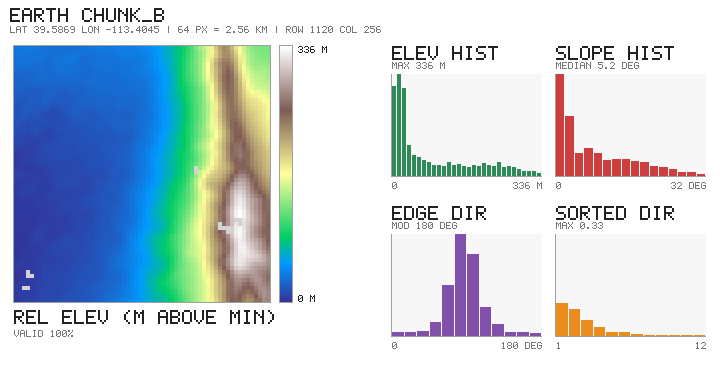 EARTH CHUNK_B
LAT 39.5869 LON -113.4045 | 64 PX = 2.56 KM | ROW 1120 COL 256
336 M
0 M
REL ELEV (M ABOVE MIN)
VALID 100%
ELEV HIST
MAX 336 M
0 336 M
SLOPE HIST
MEDIAN 5.2 DEG
0 32 DEG
EDGE DIR
MOD 180 DEG
0 180 DEG
SORTED DIR
MAX 0.33
1 12